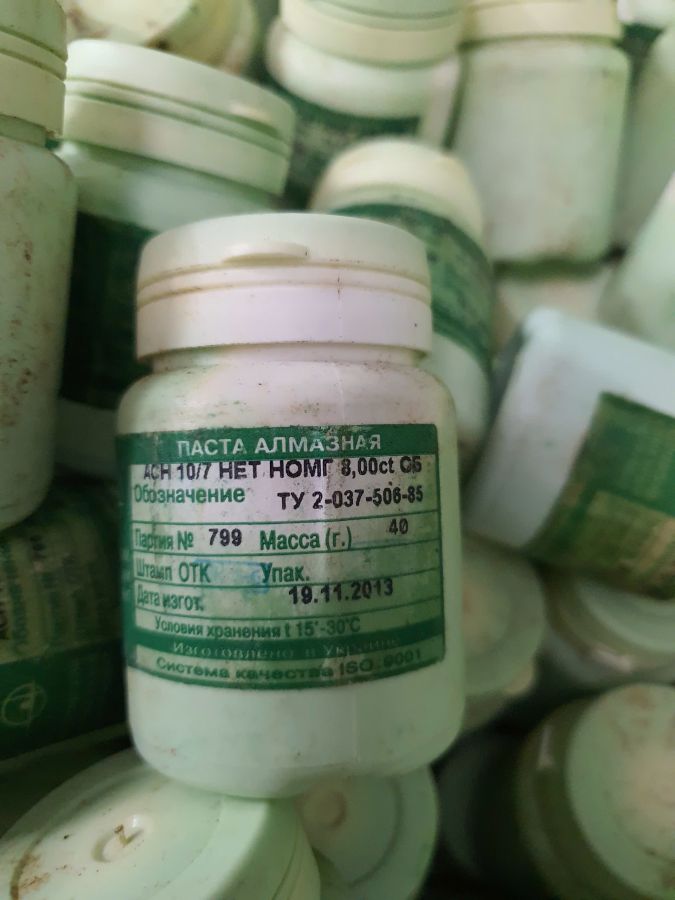 ПАСТА АЛМАЗНАЯ
АСН 10/7 НЕТ НОМГ 8,00ct ОБ
Обозначение ТУ 2-037-506-85
Партия № 799 Масса (г.) 40
Штамп ОТК Упак.
Дата изгот. 19.11.2013
Условия хранения t 15°-30°C
Изготовлено в Украине
Система качества ISO 9001